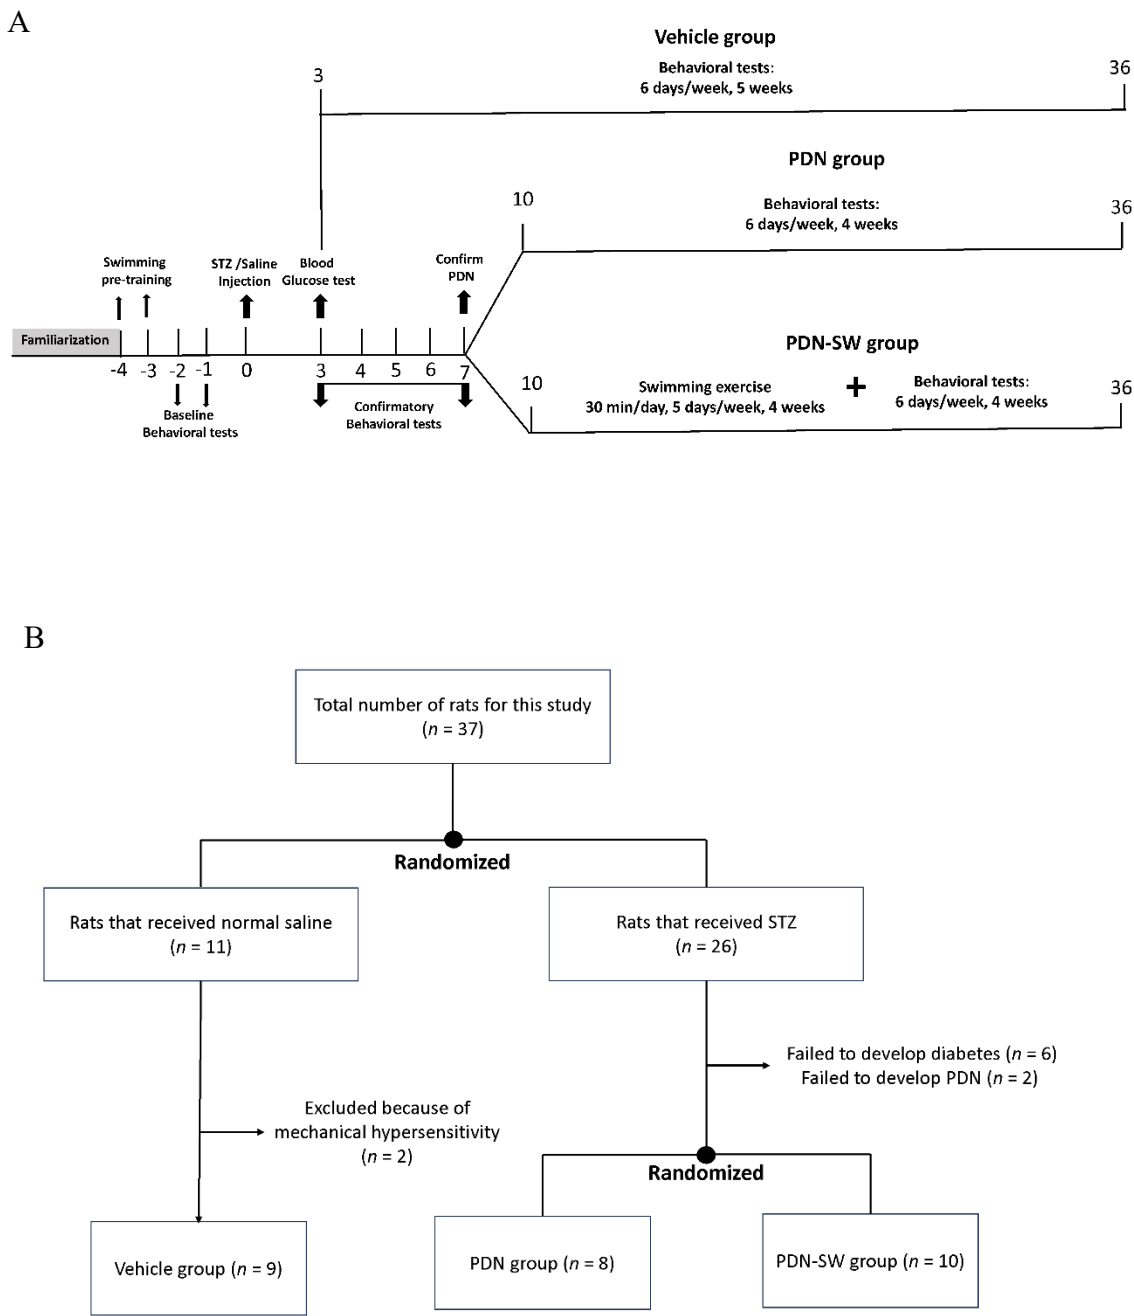 A
Vehicle group
Behavioral tests:
6 days/week, 5 weeks
3
36
PDN group
Behavioral tests:
6 days/week, 4 weeks
10
36
Swimming
pre-training
STZ /Saline
Injection
Blood
Glucose test
Confirm
PDN
Familiarization
-4 -3 -2 -1 0 3 4 5 6 7
Baseline
Behavioral tests
Confirmatory
Behavioral tests
PDN-SW group
10
Swimming exercise
30 min/day, 5 days/week, 4 weeks
+
Behavioral tests:
6 days/week, 4 weeks
36
B
Total number of rats for this study
(n = 37)
Randomized
Rats that received normal saline
(n = 11)
Rats that received STZ
(n = 26)
Failed to develop diabetes (n = 6)
Failed to develop PDN (n = 2)
Excluded because of
mechanical hypersensitivity
(n = 2)
Randomized
Vehicle group (n = 9)
PDN group (n = 8)
PDN-SW group (n = 10)